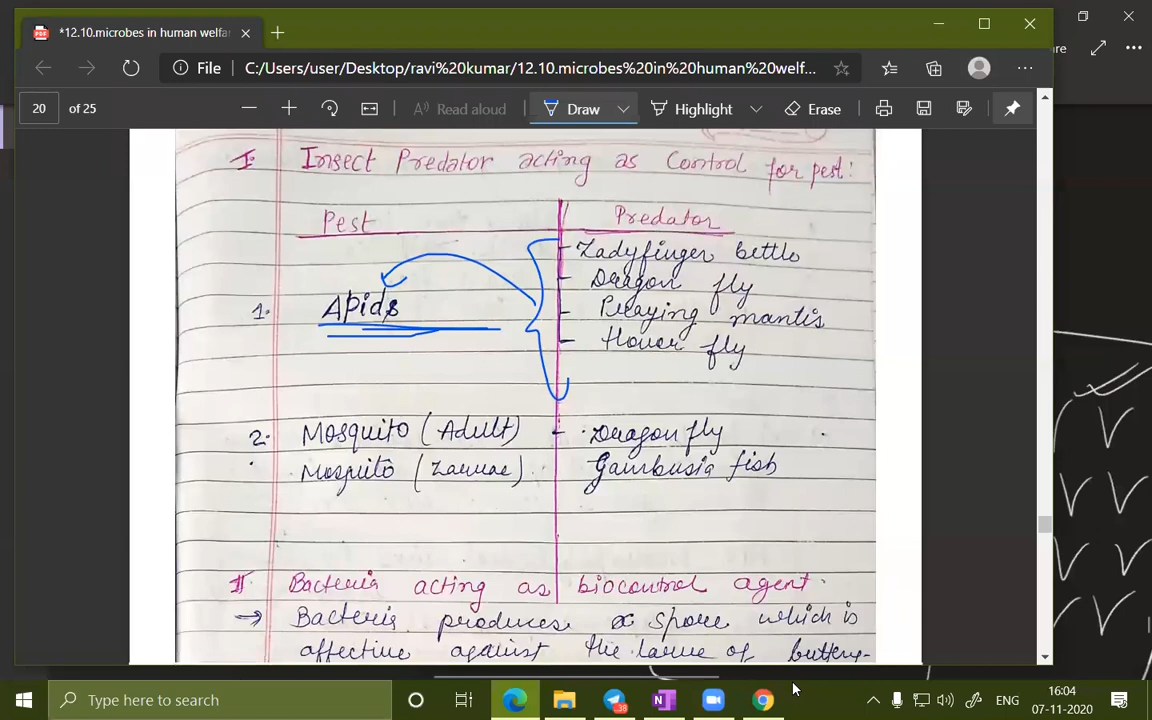 *12.10.microbes in human welfa
File
C:/Users/user/Desktop/ravi%20kumar/12.10.microbes%20in%20human%20welf...
20 of 25
Read aloud
Draw
Highlight
Erase
re
I. Insect Predator acting as Control for pest:
Pest Predator
- Ladyfinger bettle
- Dragon fly
1. Apids - Praying mantis
- Hover fly
2. Mosquito (Adult) - Dragon fly
Mosquito (Larvae) Gambusia fish
II. Bacteria acting as biocontrol agent.
→ Bacteria produces spore which is
affective against the larve of butter-
Type here to search
38
ENG
16:04
07-11-2020